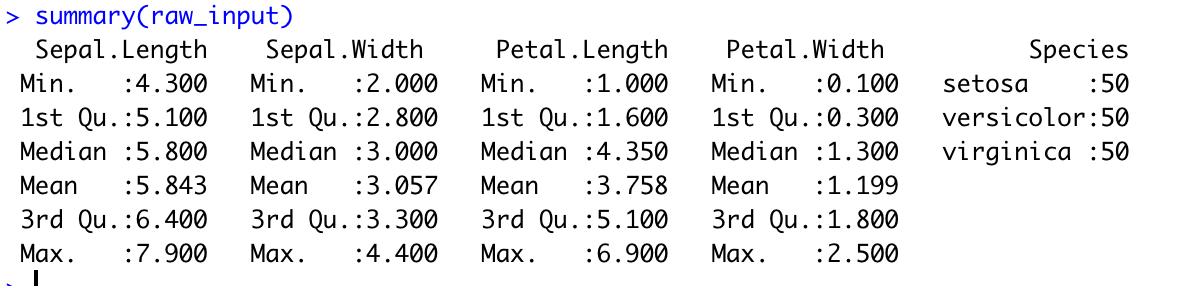 > summary(raw_input)
  Sepal.Length    Sepal.Width     Petal.Length    Petal.Width          Species  
 Min.   :4.300   Min.   :2.000   Min.   :1.000   Min.   :0.100   setosa    :50  
 1st Qu.:5.100   1st Qu.:2.800   1st Qu.:1.600   1st Qu.:0.300   versicolor:50  
 Median :5.800   Median :3.000   Median :4.350   Median :1.300   virginica :50  
 Mean   :5.843   Mean   :3.057   Mean   :3.758   Mean   :1.199                  
 3rd Qu.:6.400   3rd Qu.:3.300   3rd Qu.:5.100   3rd Qu.:1.800                  
 Max.   :7.900   Max.   :4.400   Max.   :6.900   Max.   :2.500                  
>